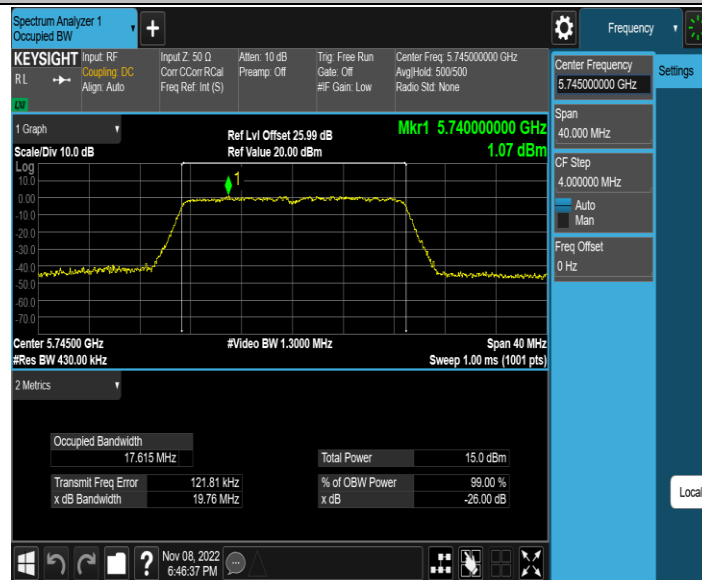 Spectrum Analyzer 1
Occupied BW
+
Frequency
KEYSIGHT
R L
LXI
Input: RF
Coupling: DC
Align: Auto
Input Z: 50 Ω
Corr CCorr RCal
Freq Ref: Int (S)
Atten: 10 dB
Preamp: Off
Trig: Free Run
Gate: Off
#IF Gain: Low
Center Freq: 5.745000000 GHz
Avg|Hold: 500/500
Radio Std: None
Center Frequency
5.745000000 GHz
Settings
Span
40.000 MHz
CF Step
4.000000 MHz
Auto
Man
Freq Offset
0 Hz
1 Graph
Ref Lvl Offset 25.99 dB
Mkr1 5.740000000 GHz
Scale/Div 10.0 dB
Ref Value 20.00 dBm
1.07 dBm
Log
10.0
0.00
-10.0
-20.0
-30.0
-40.0
-50.0
-60.0
-70.0
1
Center 5.74500 GHz
#Video BW 1.3000 MHz
Span 40 MHz
#Res BW 430.00 kHz
Sweep 1.00 ms (1001 pts)
2 Metrics
Occupied Bandwidth
17.615 MHz
Total Power 15.0 dBm
Transmit Freq Error 121.81 kHz
% of OBW Power 99.00 %
x dB Bandwidth 19.76 MHz
x dB -26.00 dB
Local
?
Nov 08, 2022
6:46:37 PM